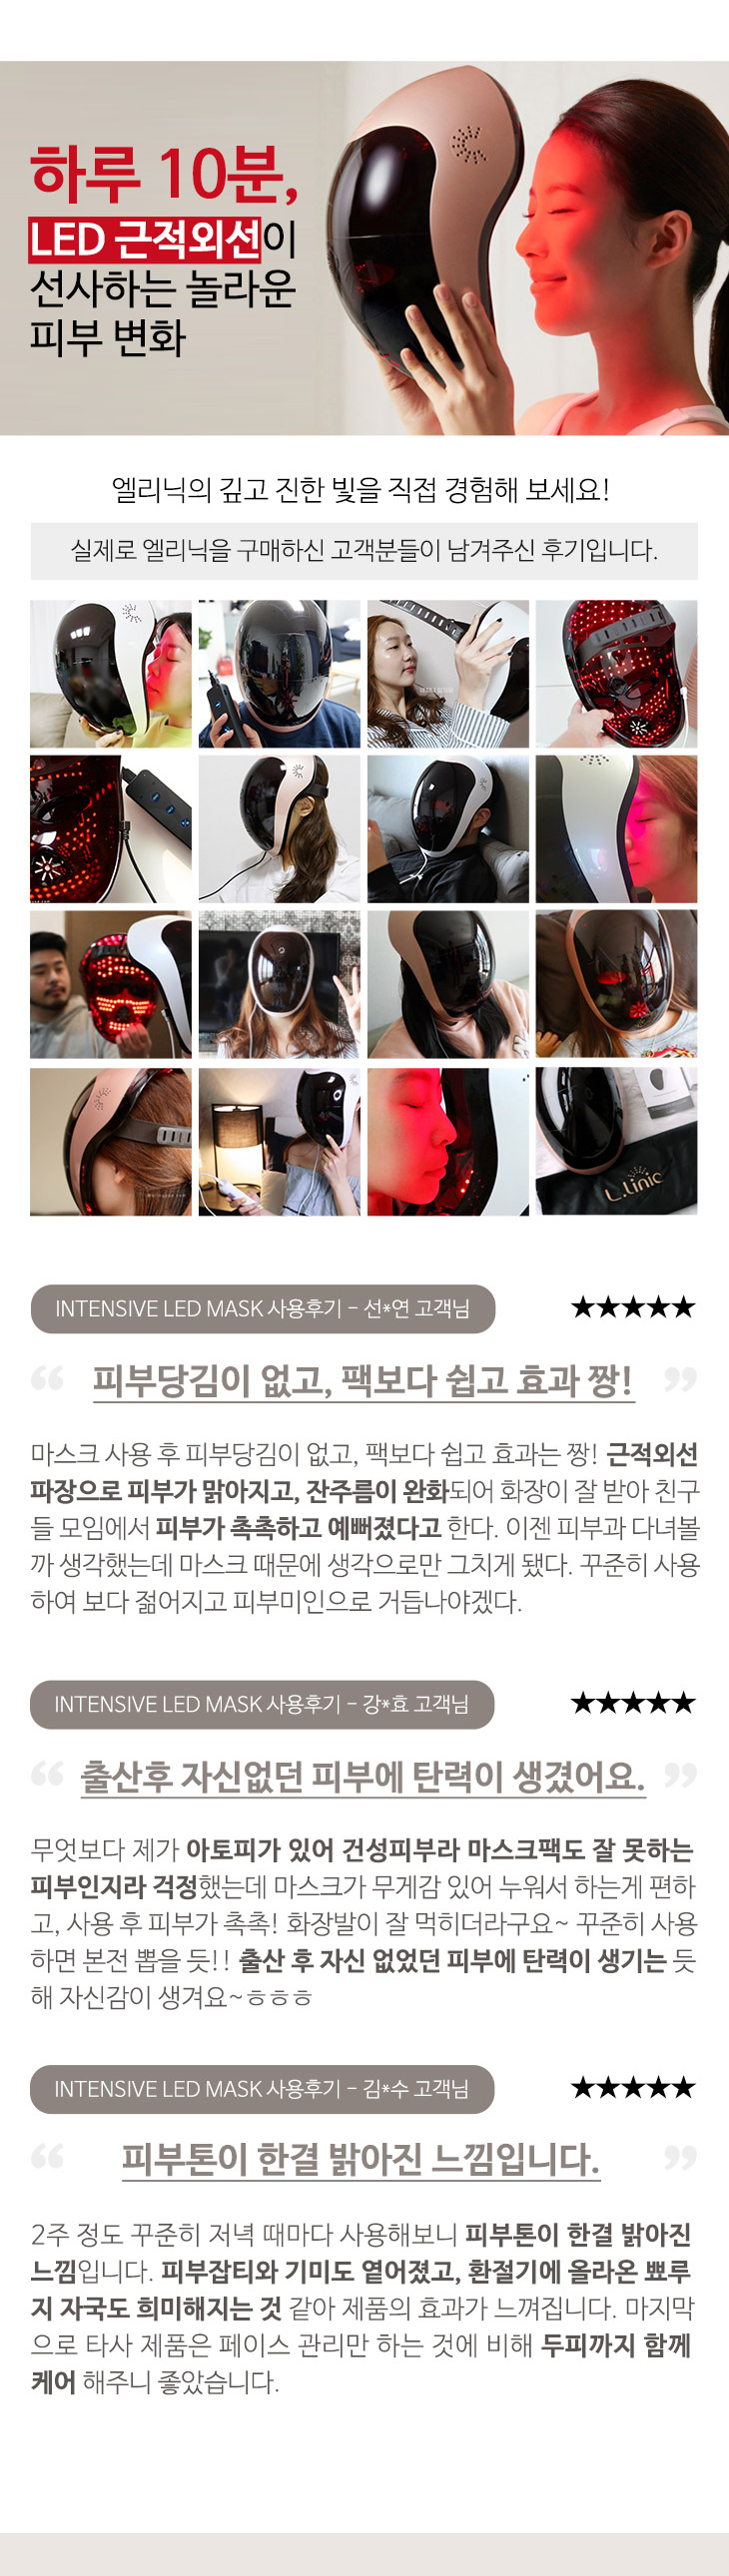 하루 10분,
LED 근적외선이
선사하는 놀라운
피부 변화
엘리닉의 깊고 진한 빛을 직접 경험해 보세요!
실제로 엘리닉을 구매하신 고객분들이 남겨주신 후기입니다.
L.Linic
INTENSIVE LED MASK 사용후기 - 선*연 고객님 ★★★★★
“ 피부당김이 없고, 팩보다 쉽고 효과 짱! ”
마스크 사용 후 피부당김이 없고, 팩보다 쉽고 효과는 짱! 근적외선
파장으로 피부가 맑아지고, 잔주름이 완화되어 화장이 잘 받아 친구
들 모임에서 피부가 촉촉하고 예뻐졌다고 한다. 이젠 피부과 다녀볼
까 생각했는데 마스크 때문에 생각으로만 그치게 됐다. 꾸준히 사용
하여 보다 젊어지고 피부미인으로 거듭나야겠다.
INTENSIVE LED MASK 사용후기 - 강*효 고객님 ★★★★★
“ 출산후 자신없던 피부에 탄력이 생겼어요. ”
무엇보다 제가 아토피가 있어 건성피부라 마스크팩도 잘 못하는
피부인지라 걱정했는데 마스크가 무게감 있어 누워서 하는게 편하
고, 사용 후 피부가 촉촉! 화장발이 잘 먹히더라구요~ 꾸준히 사용
하면 본전 뽑을 듯!! 출산 후 자신 없었던 피부에 탄력이 생기는 듯
해 자신감이 생겨요~ㅎㅎㅎ
INTENSIVE LED MASK 사용후기 - 김*수 고객님 ★★★★★
“ 피부톤이 한결 밝아진 느낌입니다. ”
2주 정도 꾸준히 저녁 때마다 사용해보니 피부톤이 한결 밝아진
느낌입니다. 피부잡티와 기미도 옅어졌고, 환절기에 올라온 뾰루
지 자국도 희미해지는 것 같아 제품의 효과가 느껴집니다. 마지막
으로 타사 제품은 페이스 관리만 하는 것에 비해 두피까지 함께
케어 해주니 좋았습니다.